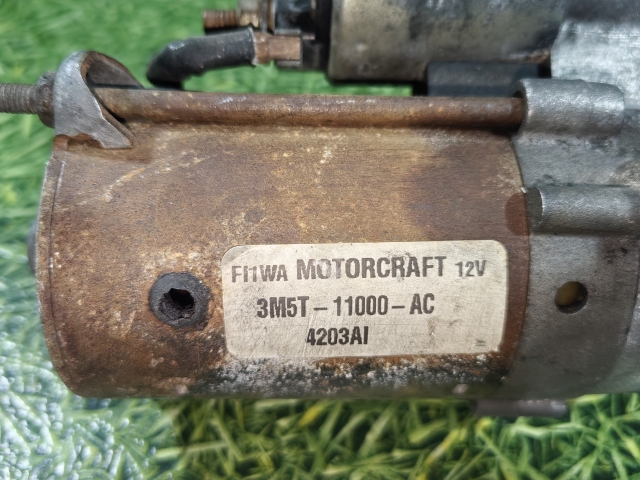 FI1WA MOTORCRAFT 12V
3M5T-11000-AC
4203AI